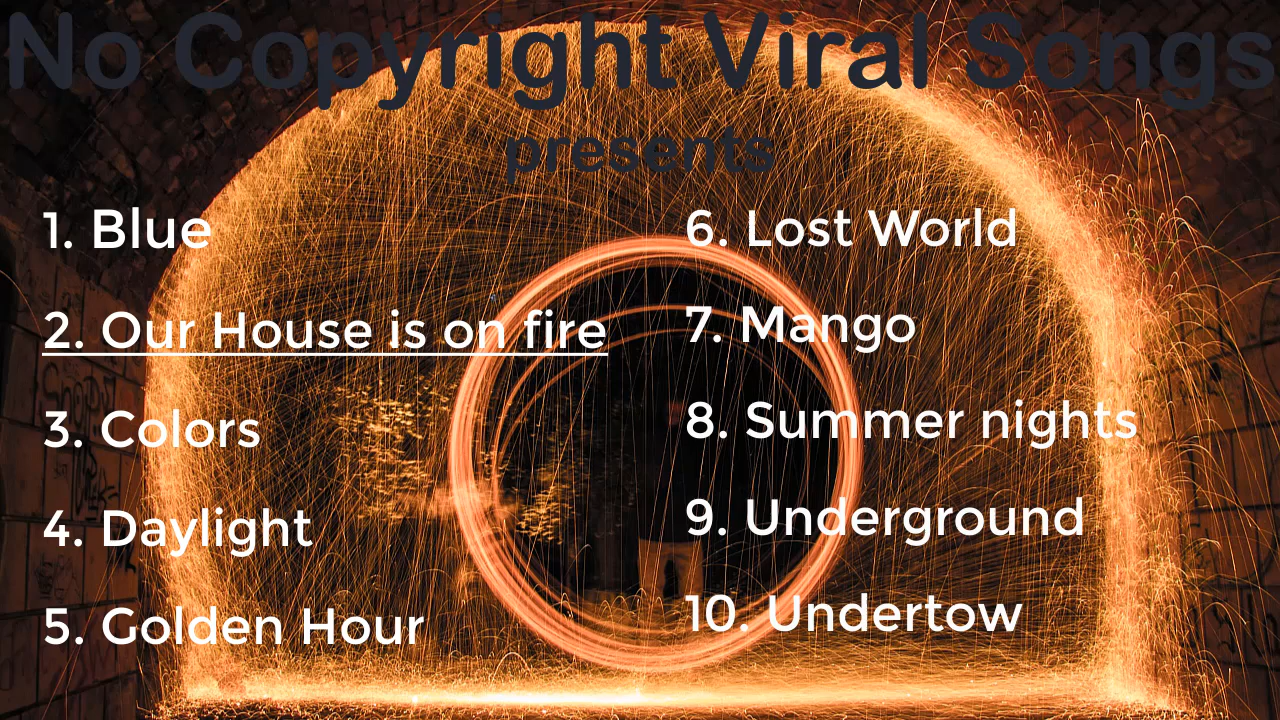 No Copyright Viral Songs
presents
1. Blue
2. Our House is on fire
3. Colors
4. Daylight
5. Golden Hour
6. Lost World
7. Mango
8. Summer nights
9. Underground
10. Undertow